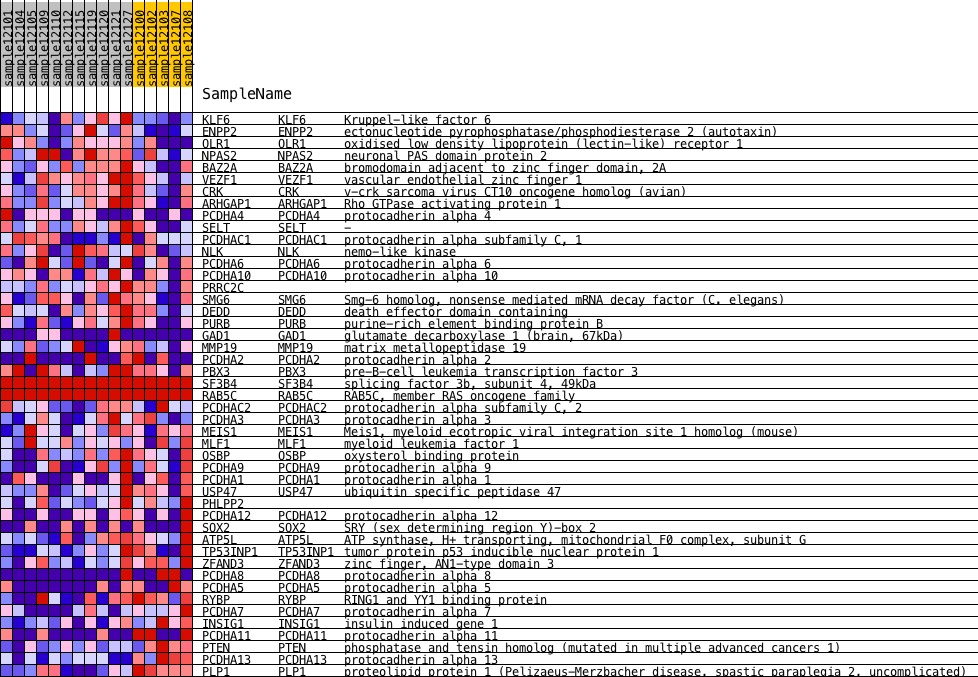 sample12101
sample12104
sample12105
sample12109
sample12110
sample12112
sample12115
sample12119
sample12120
sample12121
sample12127
sample12100
sample12102
sample12103
sample12107
sample12108
SampleName
KLF6 KLF6 Kruppel-like factor 6
ENPP2 ENPP2 ectonucleotide pyrophosphatase/phosphodiesterase 2 (autotaxin)
OLR1 OLR1 oxidised low density lipoprotein (lectin-like) receptor 1
NPAS2 NPAS2 neuronal PAS domain protein 2
BAZ2A BAZ2A bromodomain adjacent to zinc finger domain, 2A
VEZF1 VEZF1 vascular endothelial zinc finger 1
CRK CRK v-crk sarcoma virus CT10 oncogene homolog (avian)
ARHGAP1 ARHGAP1 Rho GTPase activating protein 1
PCDHA4 PCDHA4 protocadherin alpha 4
SELT SELT -
PCDHAC1 PCDHAC1 protocadherin alpha subfamily C, 1
NLK NLK nemo-like kinase
PCDHA6 PCDHA6 protocadherin alpha 6
PCDHA10 PCDHA10 protocadherin alpha 10
PRRC2C
SMG6 SMG6 Smg-6 homolog, nonsense mediated mRNA decay factor (C. elegans)
DEDD DEDD death effector domain containing
PURB PURB purine-rich element binding protein B
GAD1 GAD1 glutamate decarboxylase 1 (brain, 67kDa)
MMP19 MMP19 matrix metallopeptidase 19
PCDHA2 PCDHA2 protocadherin alpha 2
PBX3 PBX3 pre-B-cell leukemia transcription factor 3
SF3B4 SF3B4 splicing factor 3b, subunit 4, 49kDa
RAB5C RAB5C RAB5C, member RAS oncogene family
PCDHAC2 PCDHAC2 protocadherin alpha subfamily C, 2
PCDHA3 PCDHA3 protocadherin alpha 3
MEIS1 MEIS1 Meis1, myeloid ecotropic viral integration site 1 homolog (mouse)
MLF1 MLF1 myeloid leukemia factor 1
OSBP OSBP oxysterol binding protein
PCDHA9 PCDHA9 protocadherin alpha 9
PCDHA1 PCDHA1 protocadherin alpha 1
USP47 USP47 ubiquitin specific peptidase 47
PHLPP2
PCDHA12 PCDHA12 protocadherin alpha 12
SOX2 SOX2 SRY (sex determining region Y)-box 2
ATP5L ATP5L ATP synthase, H+ transporting, mitochondrial F0 complex, subunit G
TP53INP1 TP53INP1 tumor protein p53 inducible nuclear protein 1
ZFAND3 ZFAND3 zinc finger, AN1-type domain 3
PCDHA8 PCDHA8 protocadherin alpha 8
PCDHA5 PCDHA5 protocadherin alpha 5
RYBP RYBP RING1 and YY1 binding protein
PCDHA7 PCDHA7 protocadherin alpha 7
INSIG1 INSIG1 insulin induced gene 1
PCDHA11 PCDHA11 protocadherin alpha 11
PTEN PTEN phosphatase and tensin homolog (mutated in multiple advanced cancers 1)
PCDHA13 PCDHA13 protocadherin alpha 13
PLP1 PLP1 proteolipid protein 1 (Pelizaeus-Merzbacher disease, spastic paraplegia 2, uncomplicated)